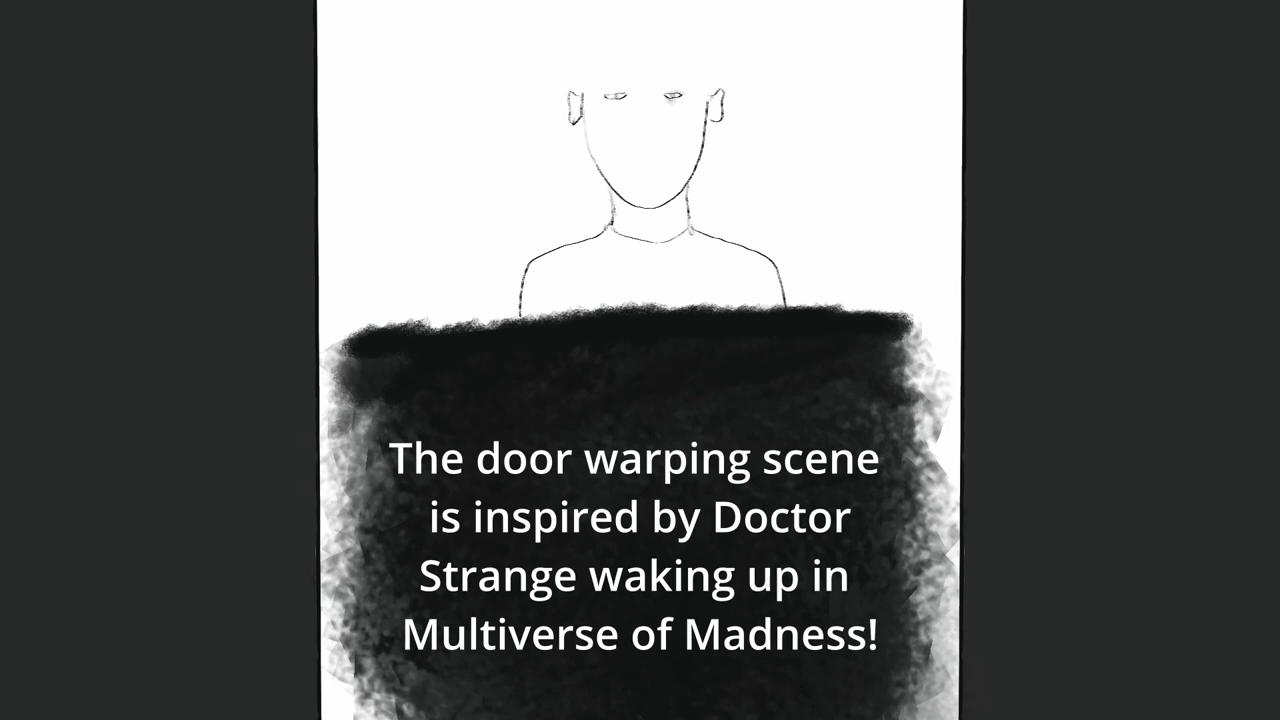 The door warping scene
is inspired by Doctor
Strange waking up in
Multiverse of Madness!